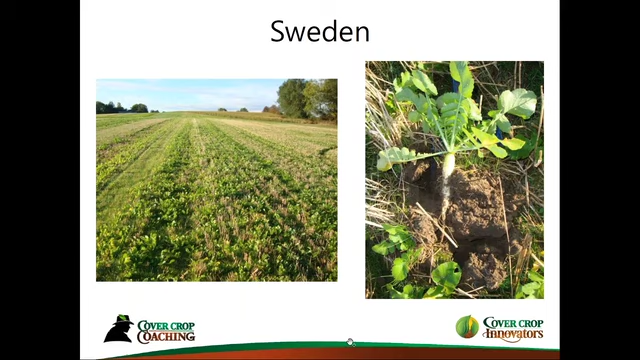 Sweden
COVER CROP
COACHING
COVER CROP
INNOVATORS